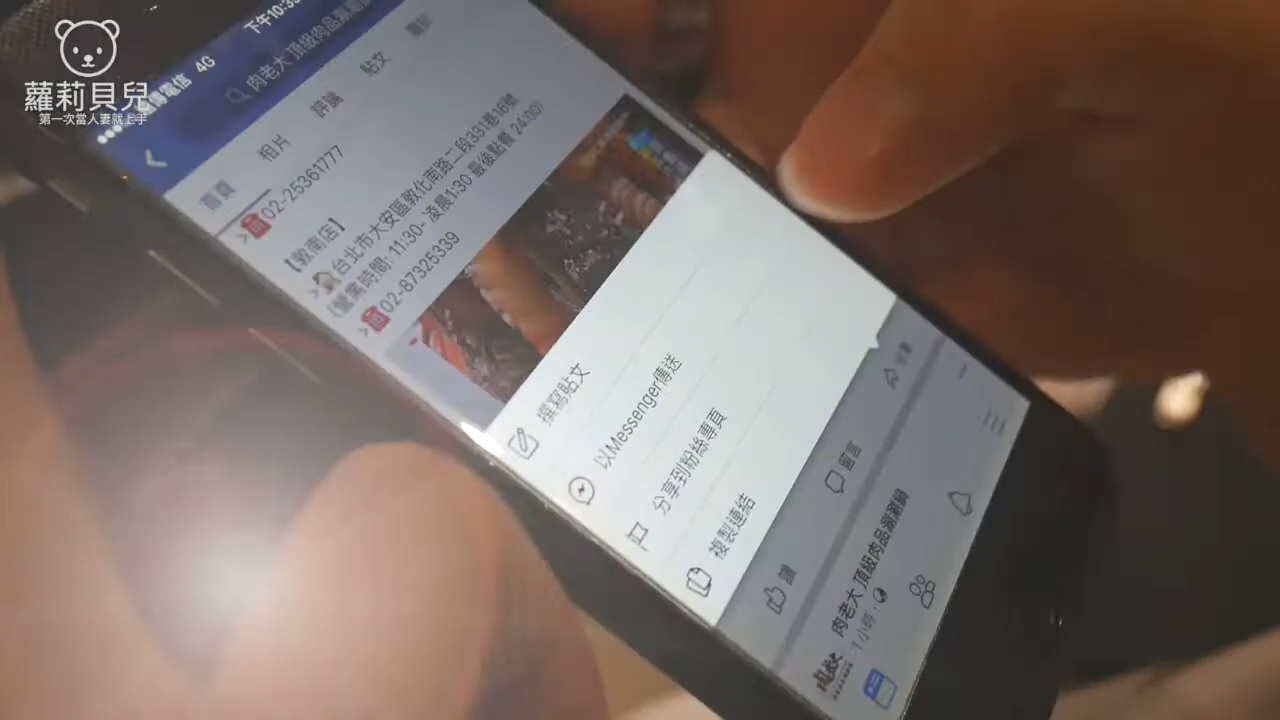 蘿莉貝兒
第一次當人妻就上手
電信 4G
下午10:3
肉老大 頂級肉品涮涮鍋
首頁
相片
評論
貼文
>☎02-25361777
【敦南店】
>台北市大安區敦化南路二段331巷16號
(營業時間: 11:30- 凌晨1:30 最後點餐 24:00)
>☎02-87325339
撰寫貼文
以Messenger傳送
分享到粉絲專頁
複製連結
讚
留言
分享
肉老大 頂級肉品涮涮鍋
1小時 ·